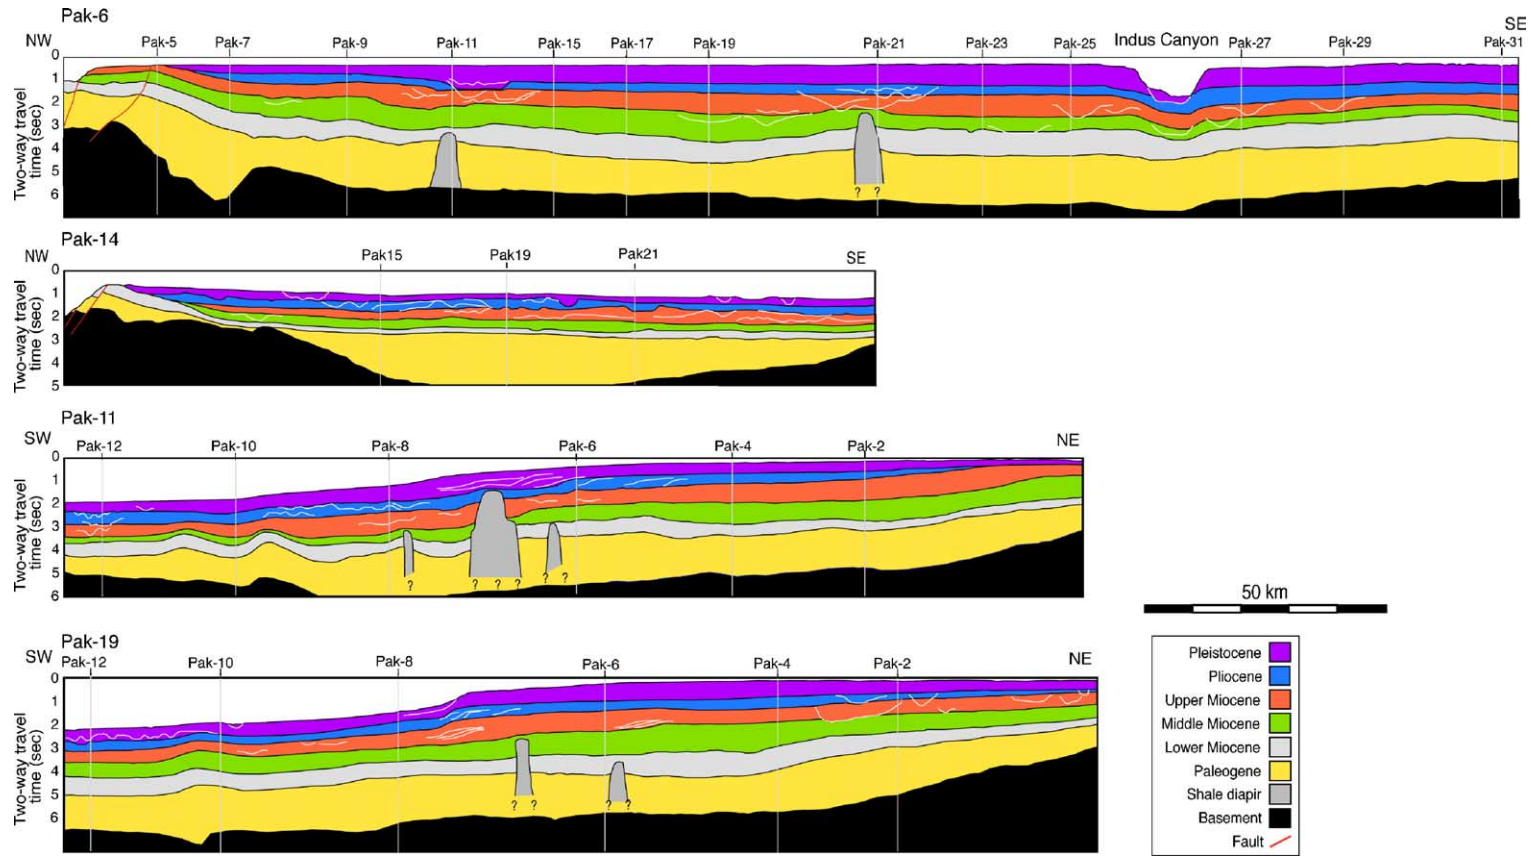 Pak-6
NW
SE
Pak-5 Pak-7 Pak-9 Pak-11 Pak-15 Pak-17 Pak-19 Pak-21 Pak-23 Pak-25 Indus Canyon Pak-27 Pak-29 Pak-31
Two-way travel
time (sec)
0
1
2
3
4
5
6
? ?
Pak-14
NW Pak15 Pak19 Pak21 SE
Two-way travel
time (sec)
0
1
2
3
4
5
Pak-11
SW Pak-12 Pak-10 Pak-8 Pak-6 Pak-4 Pak-2 NE
Two-way travel
time (sec)
0
1
2
3
4
5
6
? ? ? ? ? ?
50 km
Pak-19
SW Pak-12 Pak-10 Pak-8 Pak-6 Pak-4 Pak-2 NE
Two-way travel
time (sec)
0
1
2
3
4
5
6
? ? ? ?
Pleistocene
Pliocene
Upper Miocene
Middle Miocene
Lower Miocene
Paleogene
Shale diapir
Basement
Fault